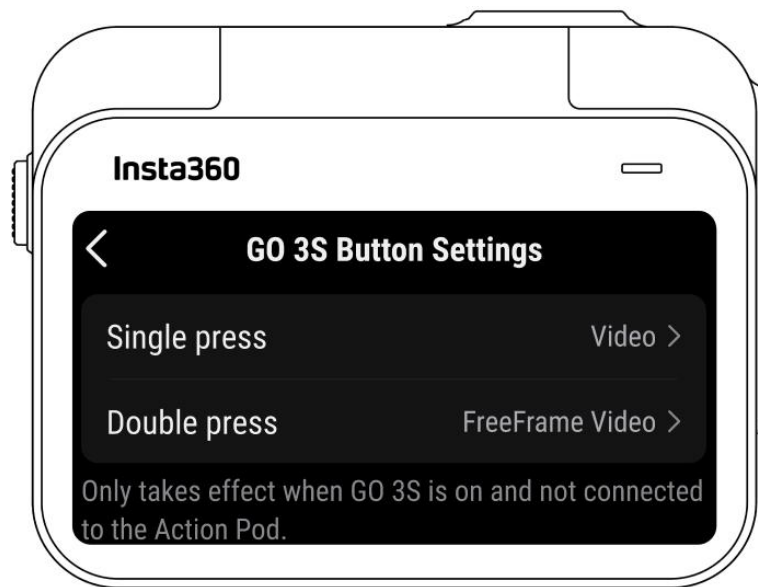 Insta360
GO 3S Button Settings
Single press
Video
Double press
FreeFrame Video
Only takes effect when GO 3S is on and not connected
to the Action Pod.